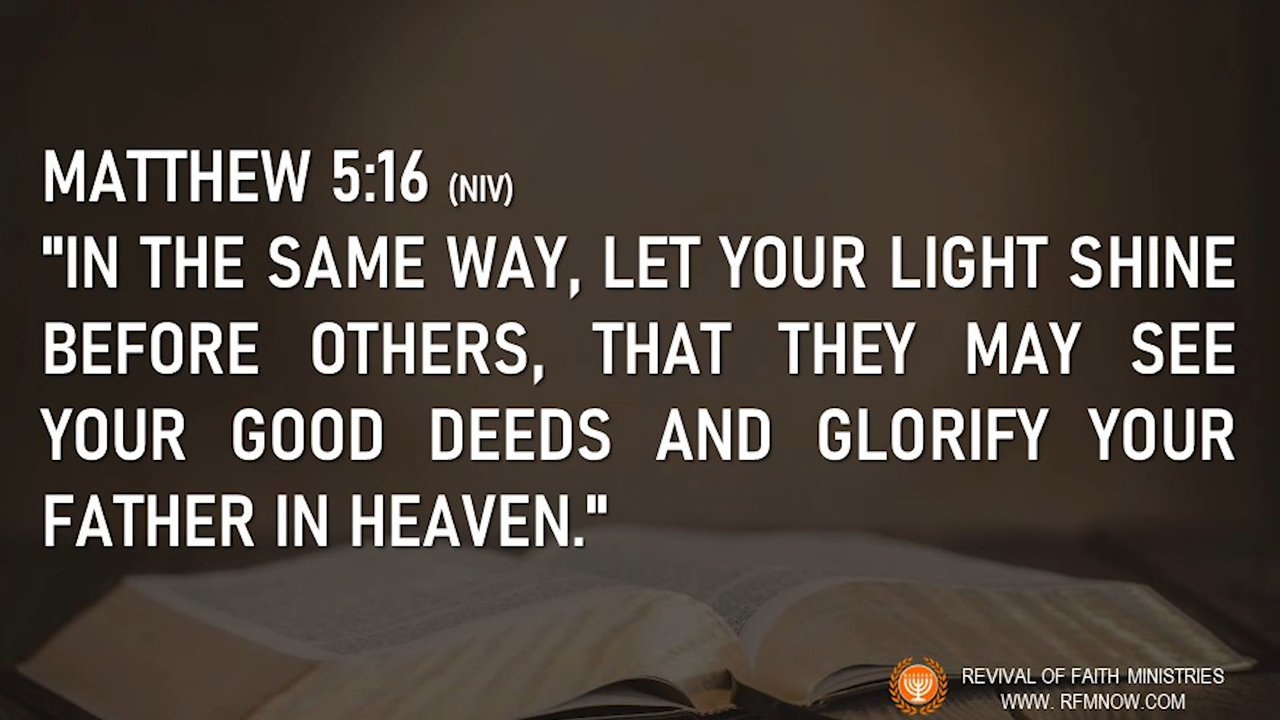 MATTHEW 5:16 (NIV)
"IN THE SAME WAY, LET YOUR LIGHT SHINE
BEFORE OTHERS, THAT THEY MAY SEE
YOUR GOOD DEEDS AND GLORIFY YOUR
FATHER IN HEAVEN."
REVIVAL OF FAITH MINISTRIES
WWW. RFMNOW.COM